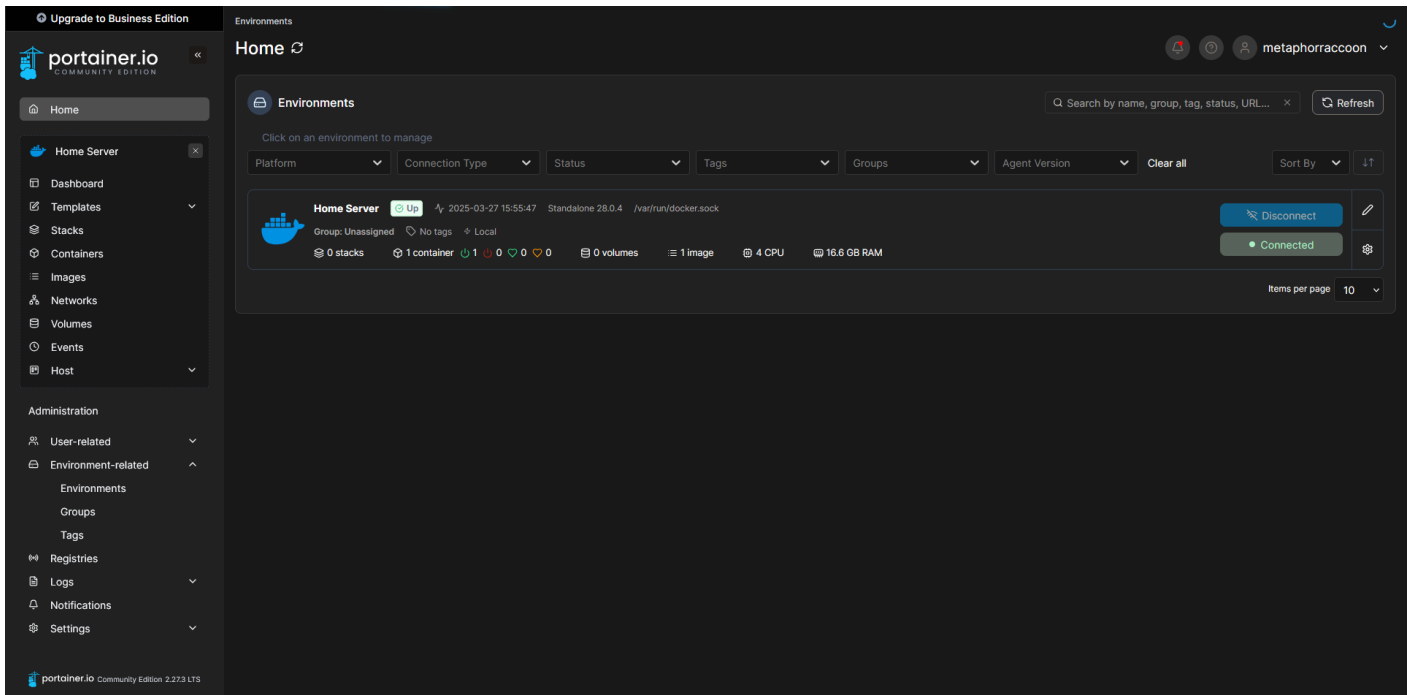 Upgrade to Business Edition
portainer.io
COMMUNITY EDITION
Home
Home Server
Dashboard
Templates
Stacks
Containers
Images
Networks
Volumes
Events
Host
Administration
User-related
Environment-related
Environments
Groups
Tags
Registries
Logs
Notifications
Settings
portainer.io Community Edition 2.27.3 LTS
Environments
Home
metaphorraccoon
Environments
Search by name, group, tag, status, URL...
Refresh
Click on an environment to manage
Platform Connection Type Status Tags Groups Agent Version Clear all Sort By
Home Server Up 2025-03-27 15:55:47 Standalone 28.0.4 /var/run/docker.sock
Group: Unassigned No tags Local
0 stacks 1 container 1 0 0 0 0 volumes 1 image 4 CPU 16.6 GB RAM
Disconnect
Connected
Items per page 10